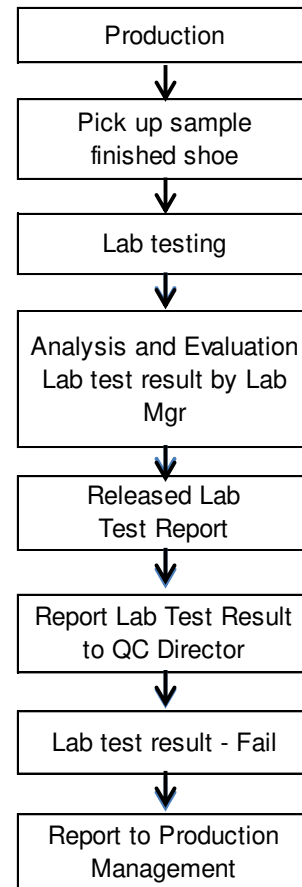 Production
Pick up sample
finished shoe
Lab testing
Analysis and Evaluation
Lab test result by Lab
Mgr
Released Lab
Test Report
Report Lab Test Result
to QC Director
Lab test result - Fail
Report to Production
Management